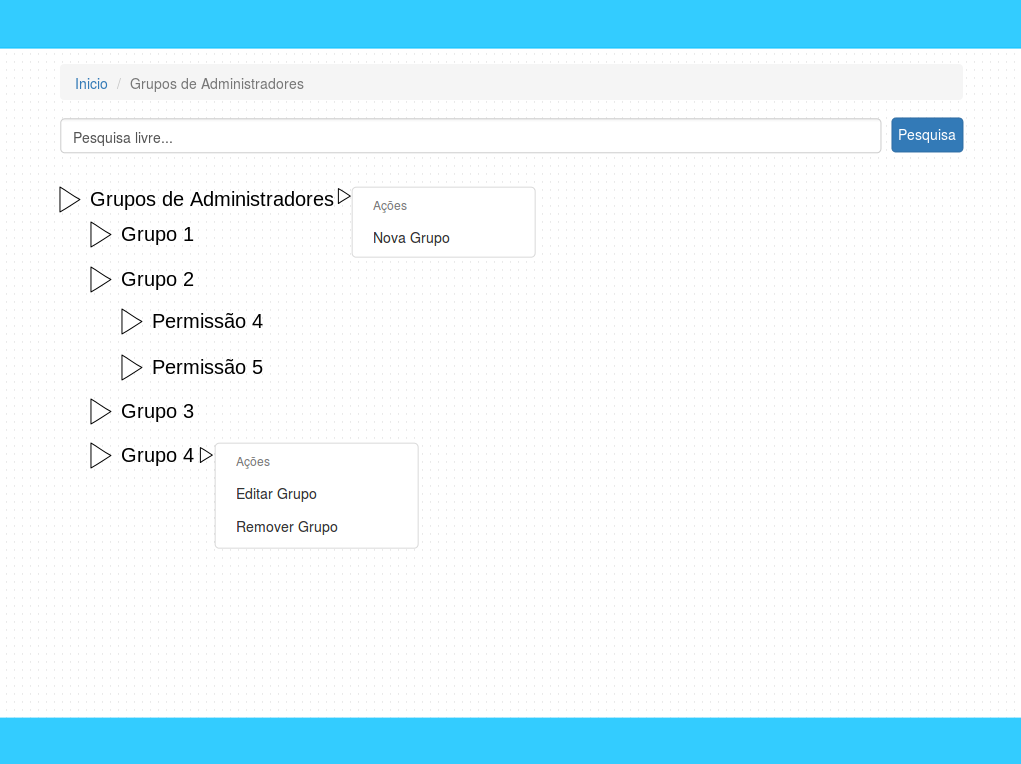 Inicio / Grupos de Administradores
Pesquisa livre...
Pesquisa
Grupos de Administradores
Ações
Nova Grupo
Grupo 1
Grupo 2
Permissão 4
Permissão 5
Grupo 3
Grupo 4
Ações
Editar Grupo
Remover Grupo